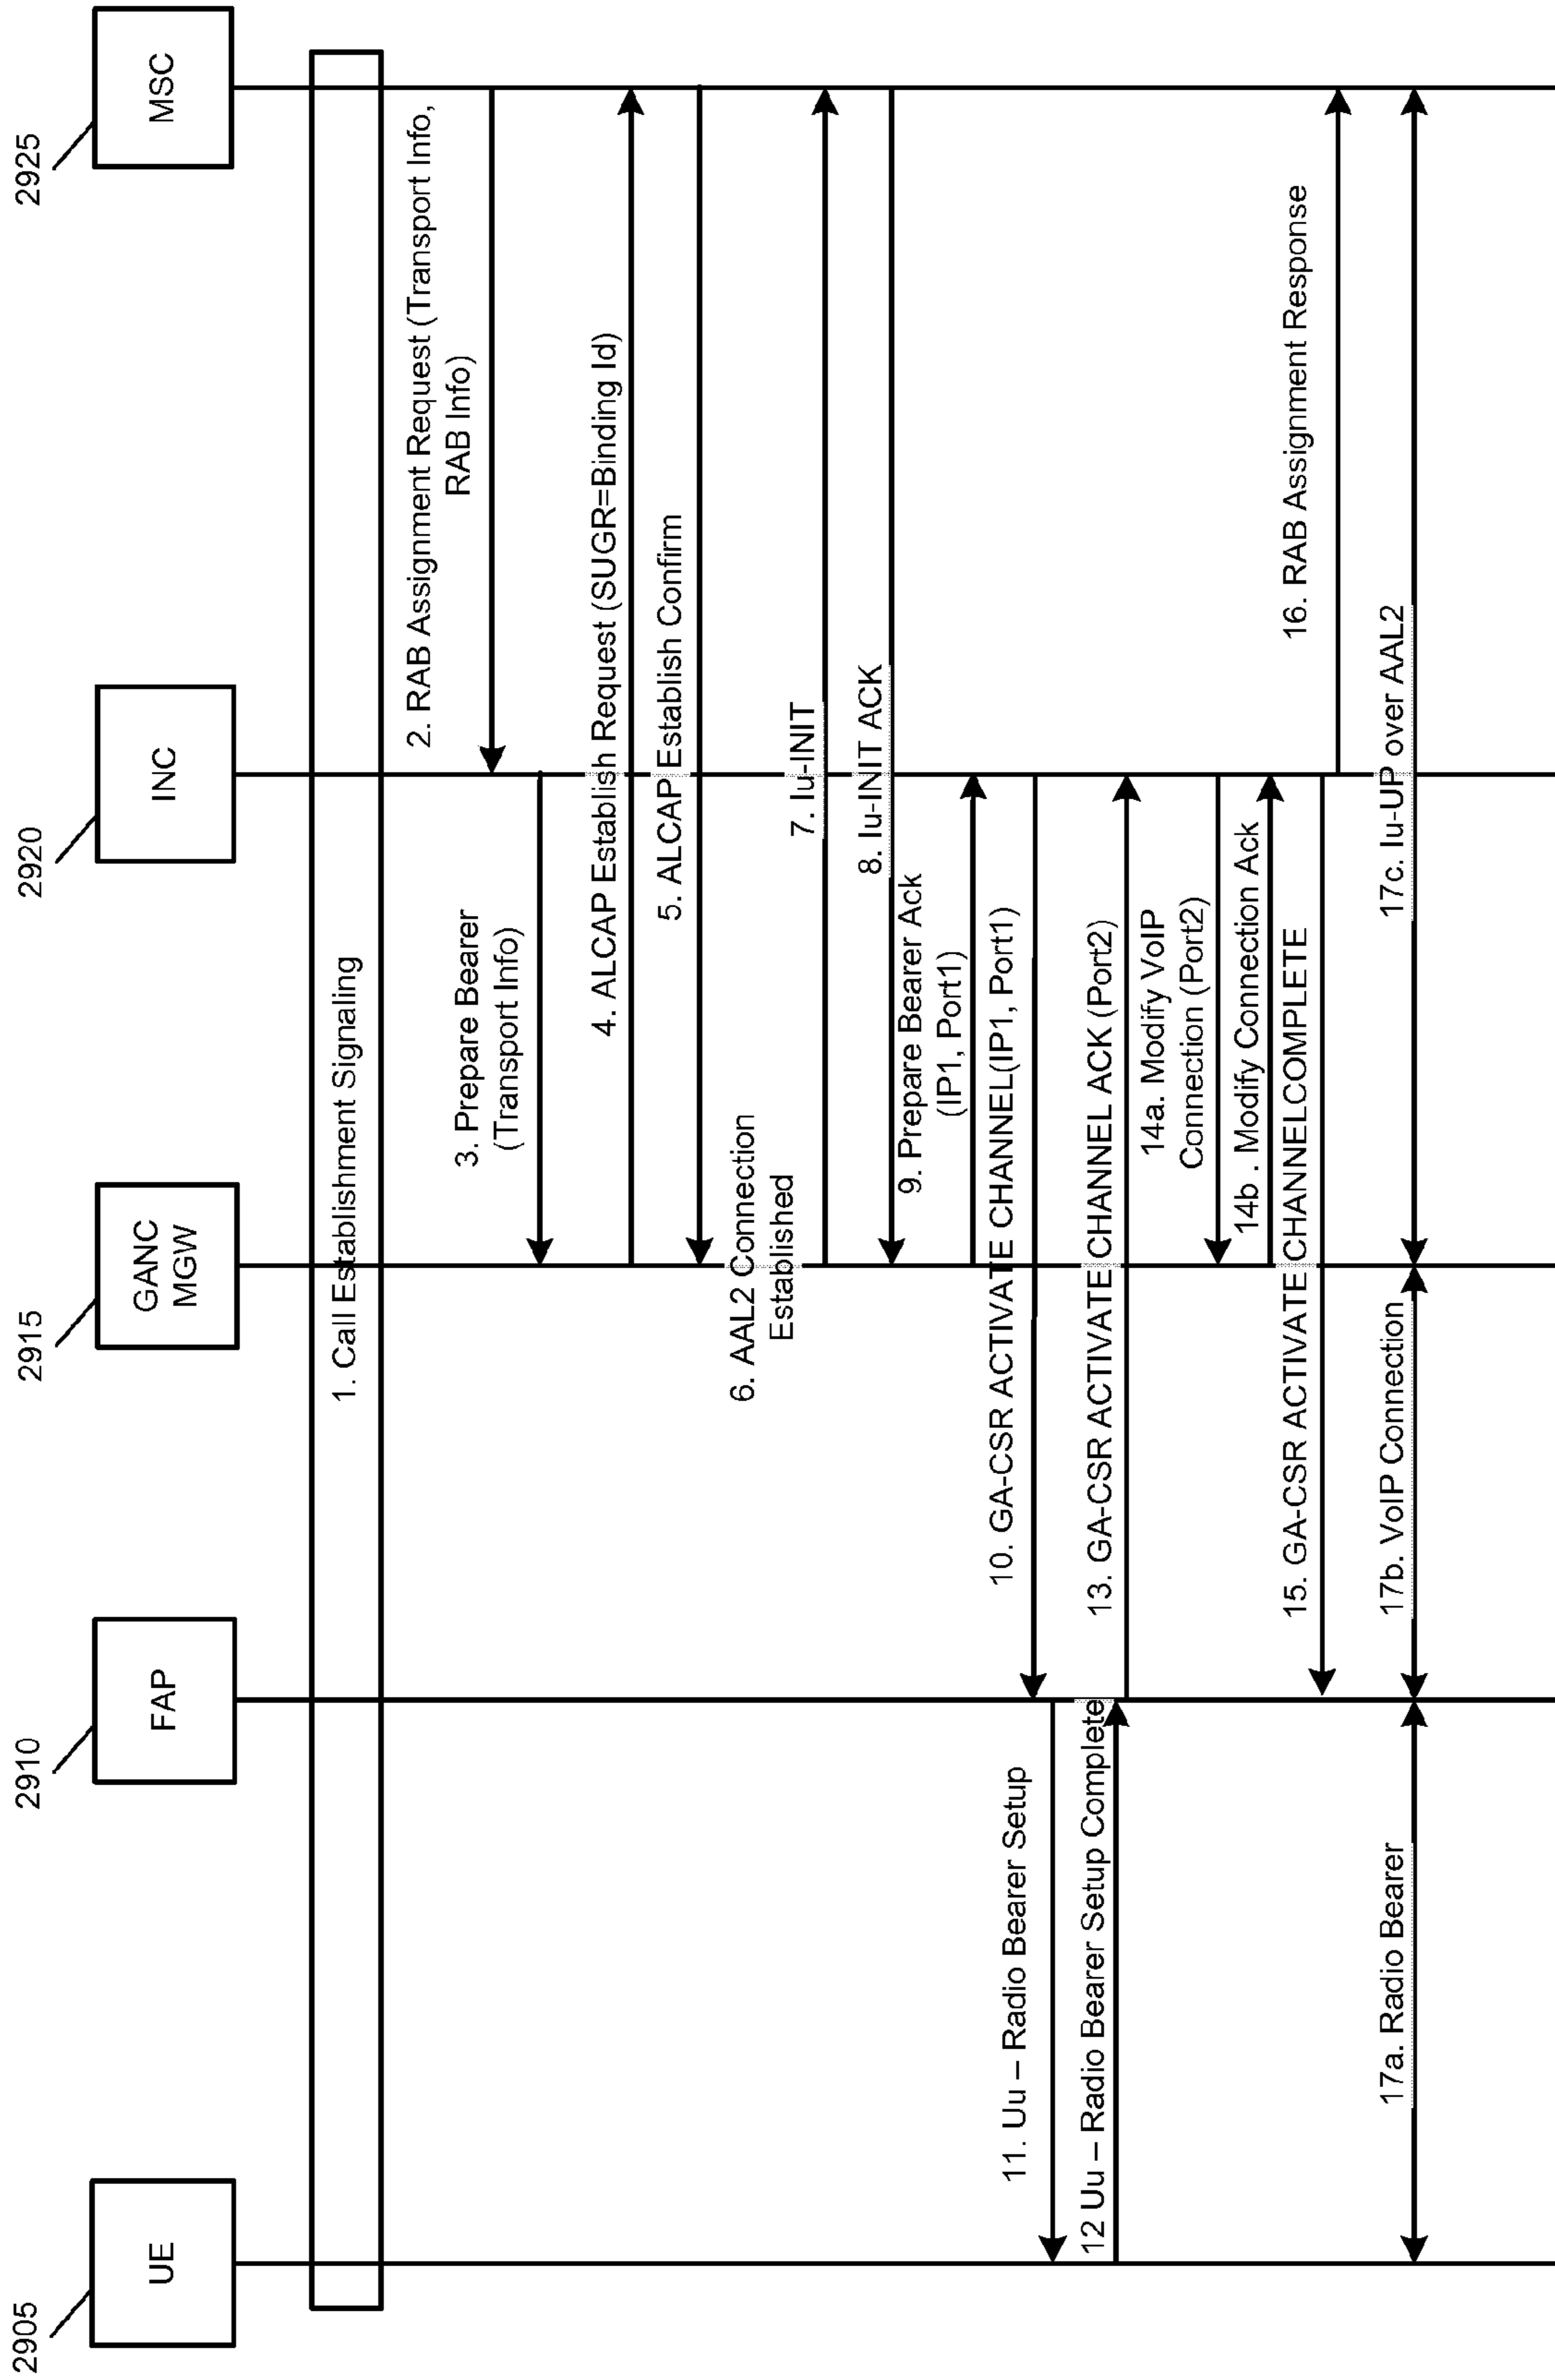 2905
UE
2910
FAP
2915
GANC
MGW
2920
INC
2925
MSC
1. Call Establishment Signaling
2. RAB Assignment Request (Transport Info,
RAB Info)
3. Prepare Bearer
(Transport Info)
4. ALCAP Establish Request (SUGR=Binding Id)
5. ALCAP Establish Confirm
6. AAL2 Connection
Established
7. Iu-INIT
8. Iu-INIT ACK
9. Prepare Bearer Ack
(IP1, Port1)
10. GA-CSR ACTIVATE CHANNEL(IP1, Port1)
11. Uu – Radio Bearer Setup
12 Uu – Radio Bearer Setup Complete
13. GA-CSR ACTIVATE CHANNEL ACK (Port2)
14a. Modify VoIP
Connection (Port2)
14b . Modify Connection Ack
15. GA-CSR ACTIVATE CHANNELCOMPLETE
16. RAB Assignment Response
17a. Radio Bearer
17b. VoIP Connection
17c. Iu-UP over AAL2